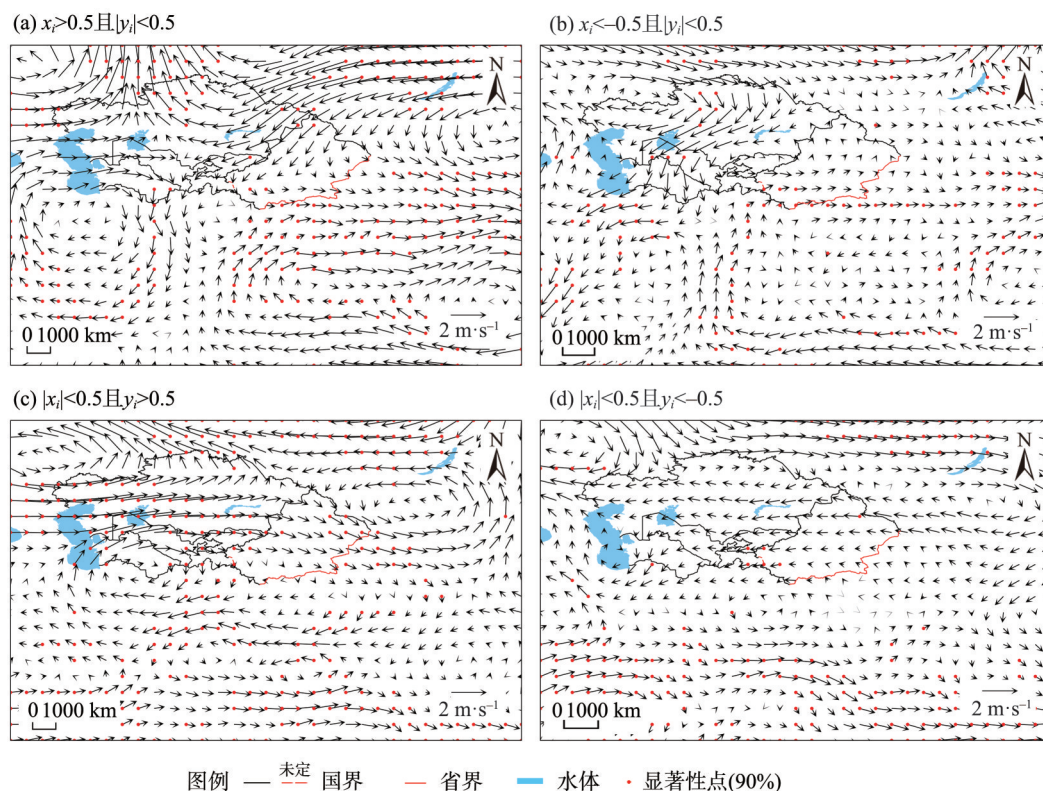 (a) xᵢ>0.5且|yᵢ|<0.5
N
0 1000 km
2 m·s⁻¹
(b) xᵢ<–0.5且|yᵢ|<0.5
N
0 1000 km
2 m·s⁻¹
(c) |xᵢ|<0.5且yᵢ>0.5
N
0 1000 km
2 m·s⁻¹
(d) |xᵢ|<0.5且yᵢ<–0.5
N
0 1000 km
2 m·s⁻¹
图例 未定 国界 省界 水体 显著性点(90%)